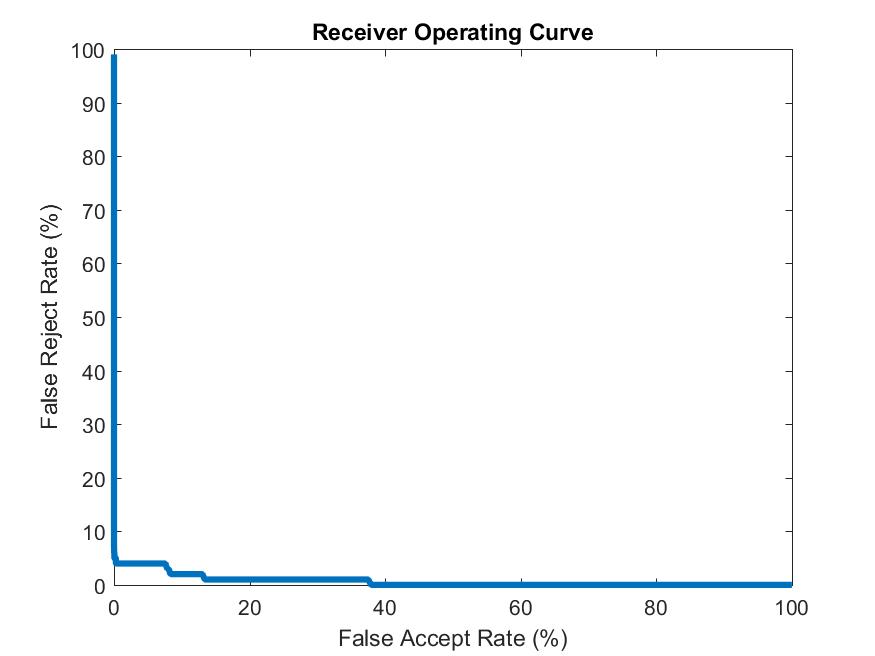 Receiver Operating Curve
100
90
80
70
60
50
40
30
20
10
0
False Reject Rate (%)
0 20 40 60 80 100
False Accept Rate (%)